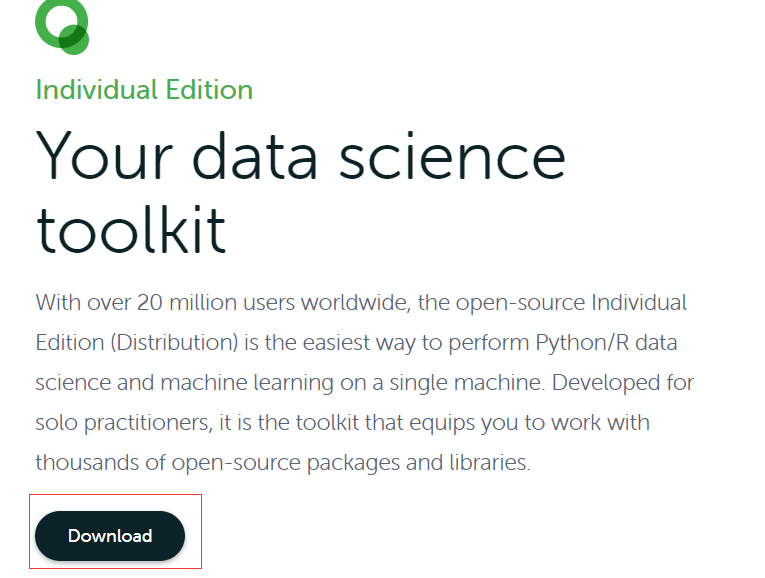 Individual Edition
Your data science
toolkit
With over 20 million users worldwide, the open-source Individual
Edition (Distribution) is the easiest way to perform Python/R data
science and machine learning on a single machine. Developed for
solo practitioners, it is the toolkit that equips you to work with
thousands of open-source packages and libraries.
Download